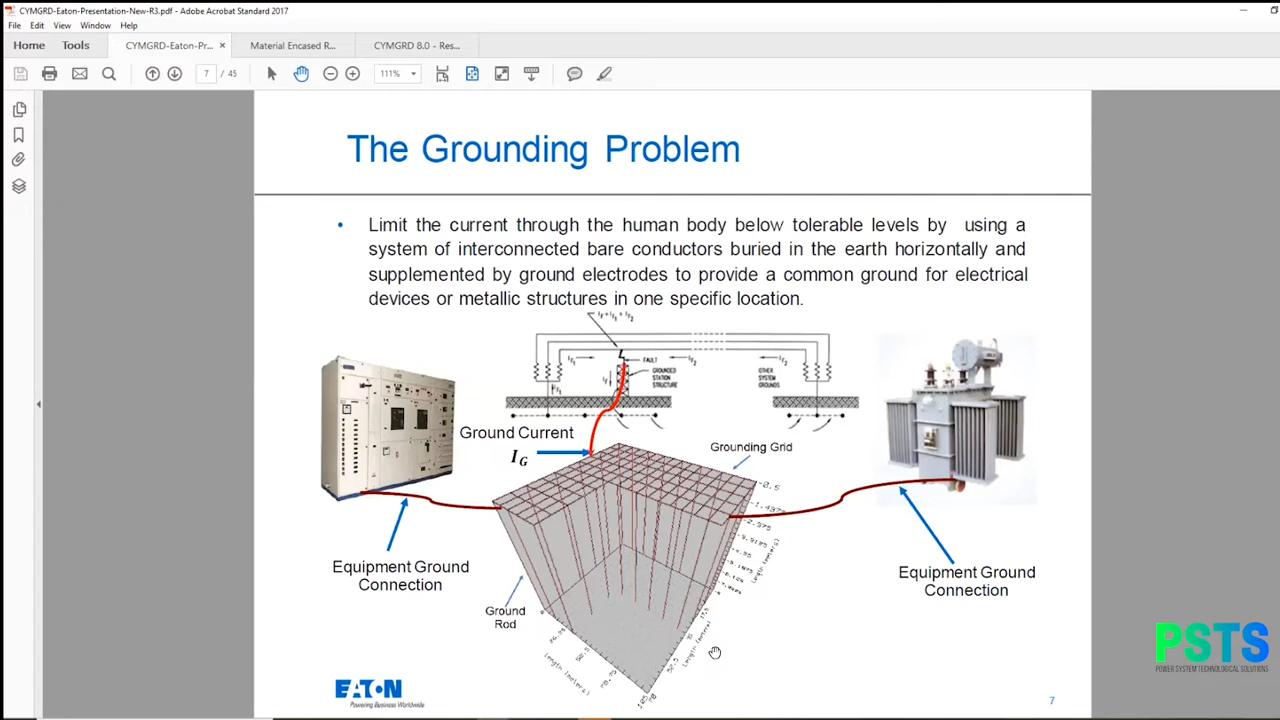 CYMGRD-Eaton-Presentation-New-R3.pdf - Adobe Acrobat Standard 2017
File Edit View Window Help
Home Tools CYMGRD-Eaton-Pr... × Material Encased R... CYMGRD 8.0 - Res...
7 / 45 111%
The Grounding Problem
• Limit the current through the human body below tolerable levels by using a
system of interconnected bare conductors buried in the earth horizontally and
supplemented by ground electrodes to provide a common ground for electrical
devices or metallic structures in one specific location.
FAULT
GROUNDED
STATION
STRUCTURE
OTHER
SYSTEM
GROUNDS
Ground Current
I_G
Grounding Grid
-0.5
Equipment Ground
Connection
Equipment Ground
Connection
Ground
Rod
Length (meters)
EATON
Powering Business Worldwide
7
PSTS
POWER SYSTEM TECHNOLOGICAL SOLUTIONS